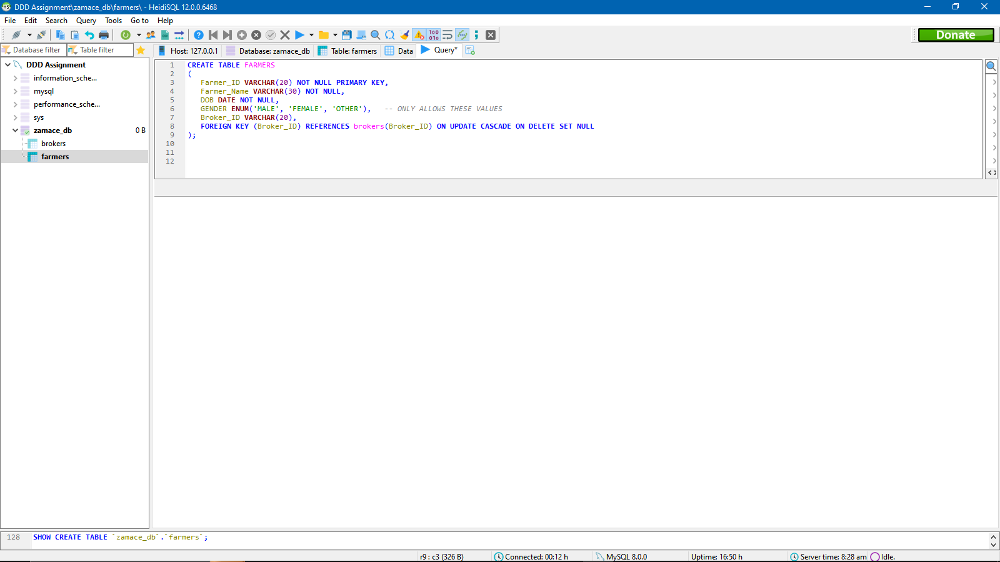 HS DDD Assignment\zamace_db\farmers\ - HeidiSQL 12.0.0.6468
File Edit Search Query Tools Go to Help
Donate
Database filter Table filter
Host: 127.0.0.1 Database: zamace_db Table: farmers Data Query*
DDD Assignment
information_sche...
mysql
performance_sche...
sys
zamace_db 0 B
brokers
farmers
1 CREATE TABLE FARMERS
2 (
3 Farmer_ID VARCHAR(20) NOT NULL PRIMARY KEY,
4 Farmer_Name VARCHAR(30) NOT NULL,
5 DOB DATE NOT NULL,
6 GENDER ENUM('MALE', 'FEMALE', 'OTHER'), -- ONLY ALLOWS THESE VALUES
7 Broker_ID VARCHAR(20),
8 FOREIGN KEY (Broker_ID) REFERENCES brokers(Broker_ID) ON UPDATE CASCADE ON DELETE SET NULL
9 );
10
11
12
128 SHOW CREATE TABLE `zamace_db`.`farmers`;
r9 : c3 (326 B) Connected: 00:12 h MySQL 8.0.0 Uptime: 16:50 h Server time: 8:28 am Idle.